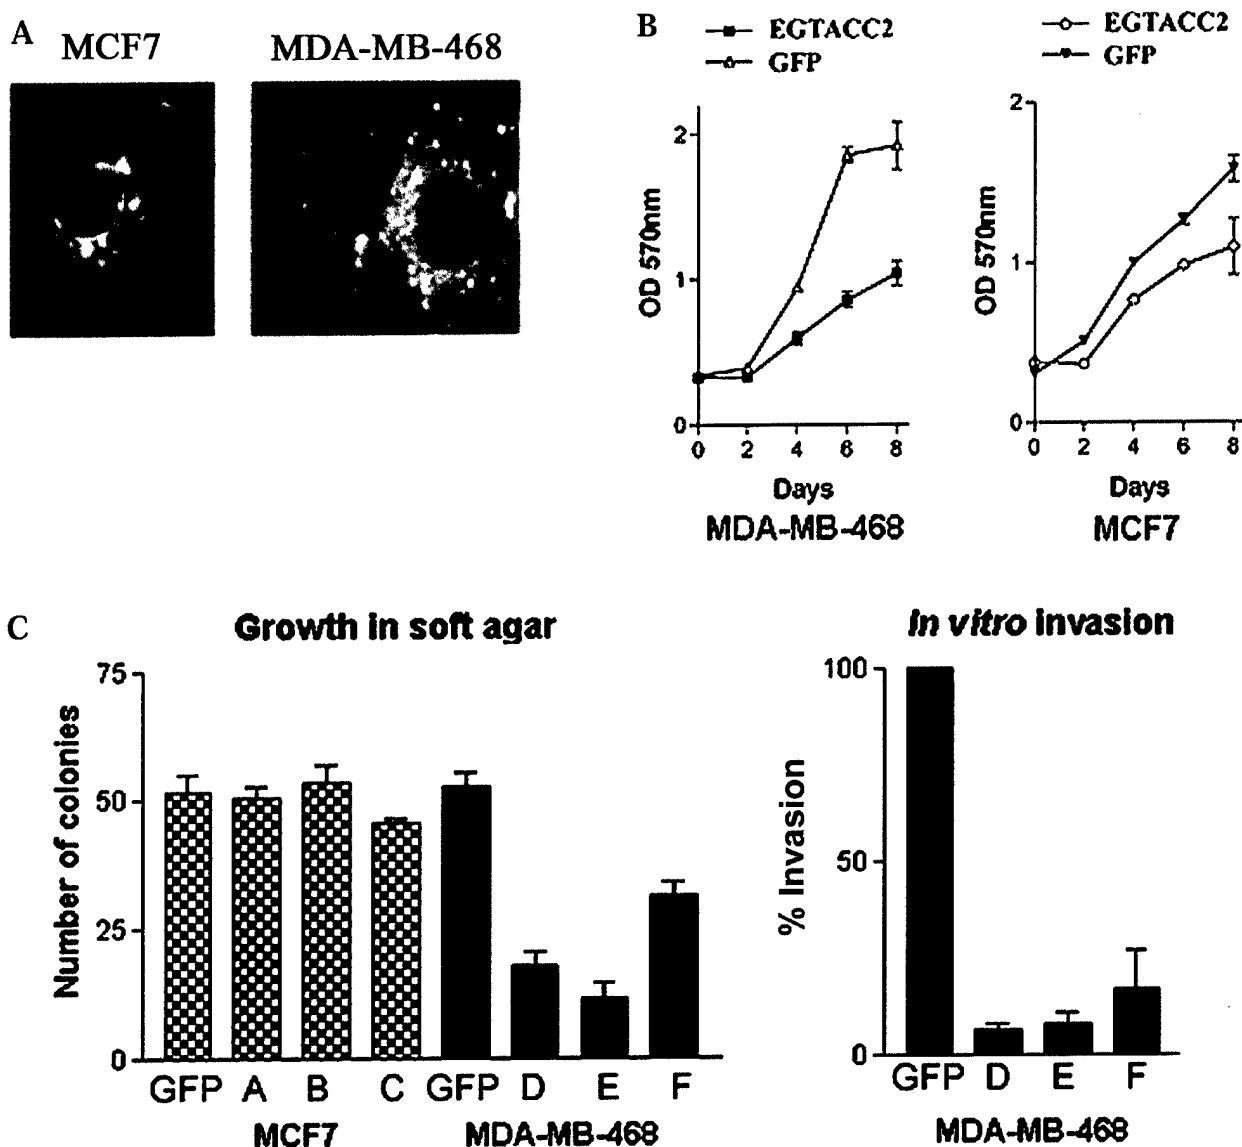 A
MCF7
MDA-MB-468
B
EGTACC2
GFP
EGTACC2
GFP
2
1
0
OD 570nm
0 2 4 6 8
Days
MDA-MB-468
2
1
0
OD 570nm
0 2 4 6 8
Days
MCF7
C
Growth in soft agar
75
50
25
0
Number of colonies
GFP A B C GFP D E F
MCF7 MDA-MB-468
In vitro invasion
100
50
0
% Invasion
GFP D E F
MDA-MB-468